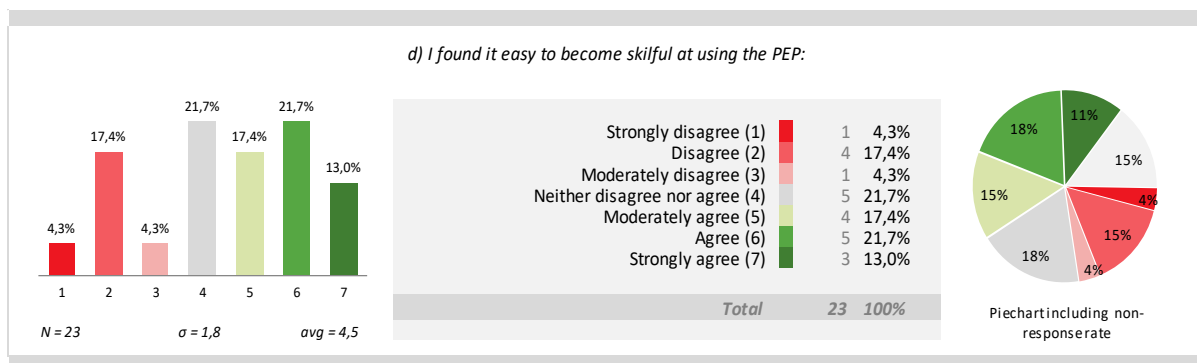 d) I found it easy to become skilful at using the PEP:
21,7% 21,7%
17,4% 17,4%
13,0%
4,3% 4,3%
1 2 3 4 5 6 7
N = 23 σ = 1,8 avg = 4,5
Strongly disagree (1) 1 4,3%
Disagree (2) 4 17,4%
Moderately disagree (3) 1 4,3%
Neither disagree nor agree (4) 5 21,7%
Moderately agree (5) 4 17,4%
Agree (6) 5 21,7%
Strongly agree (7) 3 13,0%
Total 23 100%
11%
18%
15%
15%
4%
15%
18%
4%
Piechart including non-
response rate